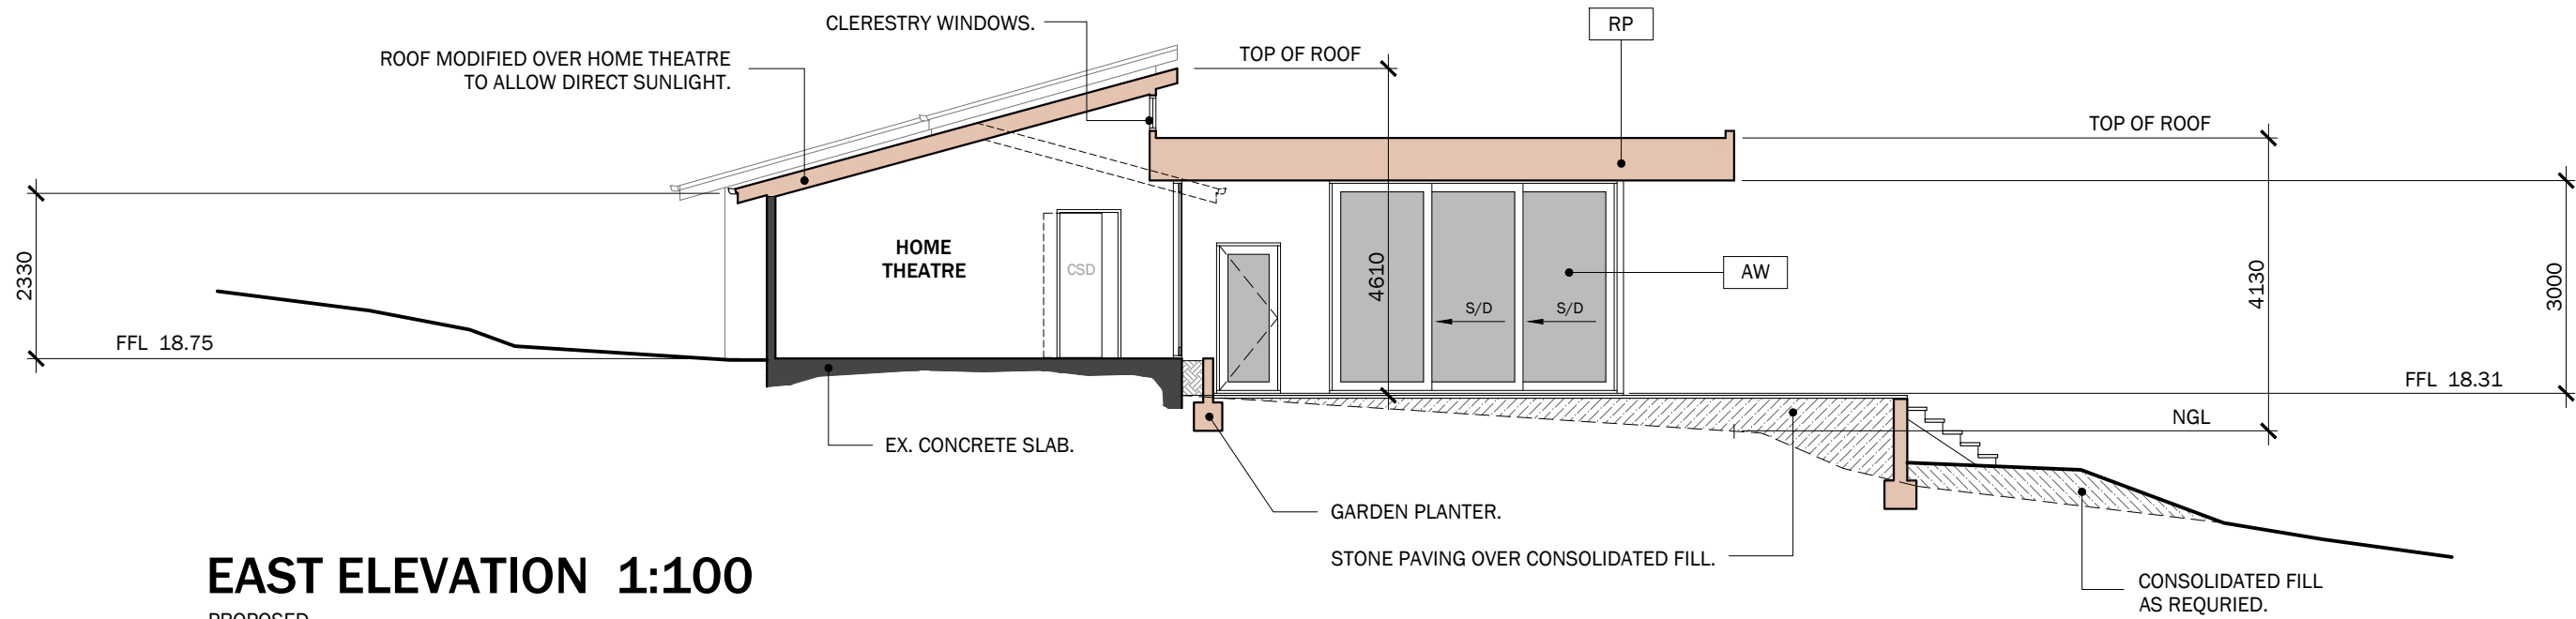 CLERESTRY WINDOWS.
RP
ROOF MODIFIED OVER HOME THEATRE
TO ALLOW DIRECT SUNLIGHT.
TOP OF ROOF
TOP OF ROOF
2330
HOME
THEATRE
CSD
4610
S/D
S/D
AW
4130
3000
FFL 18.75
FFL 18.31
NGL
EX. CONCRETE SLAB.
GARDEN PLANTER.
STONE PAVING OVER CONSOLIDATED FILL.
CONSOLIDATED FILL
AS REQURIED.
EAST ELEVATION 1:100
PROPOSED